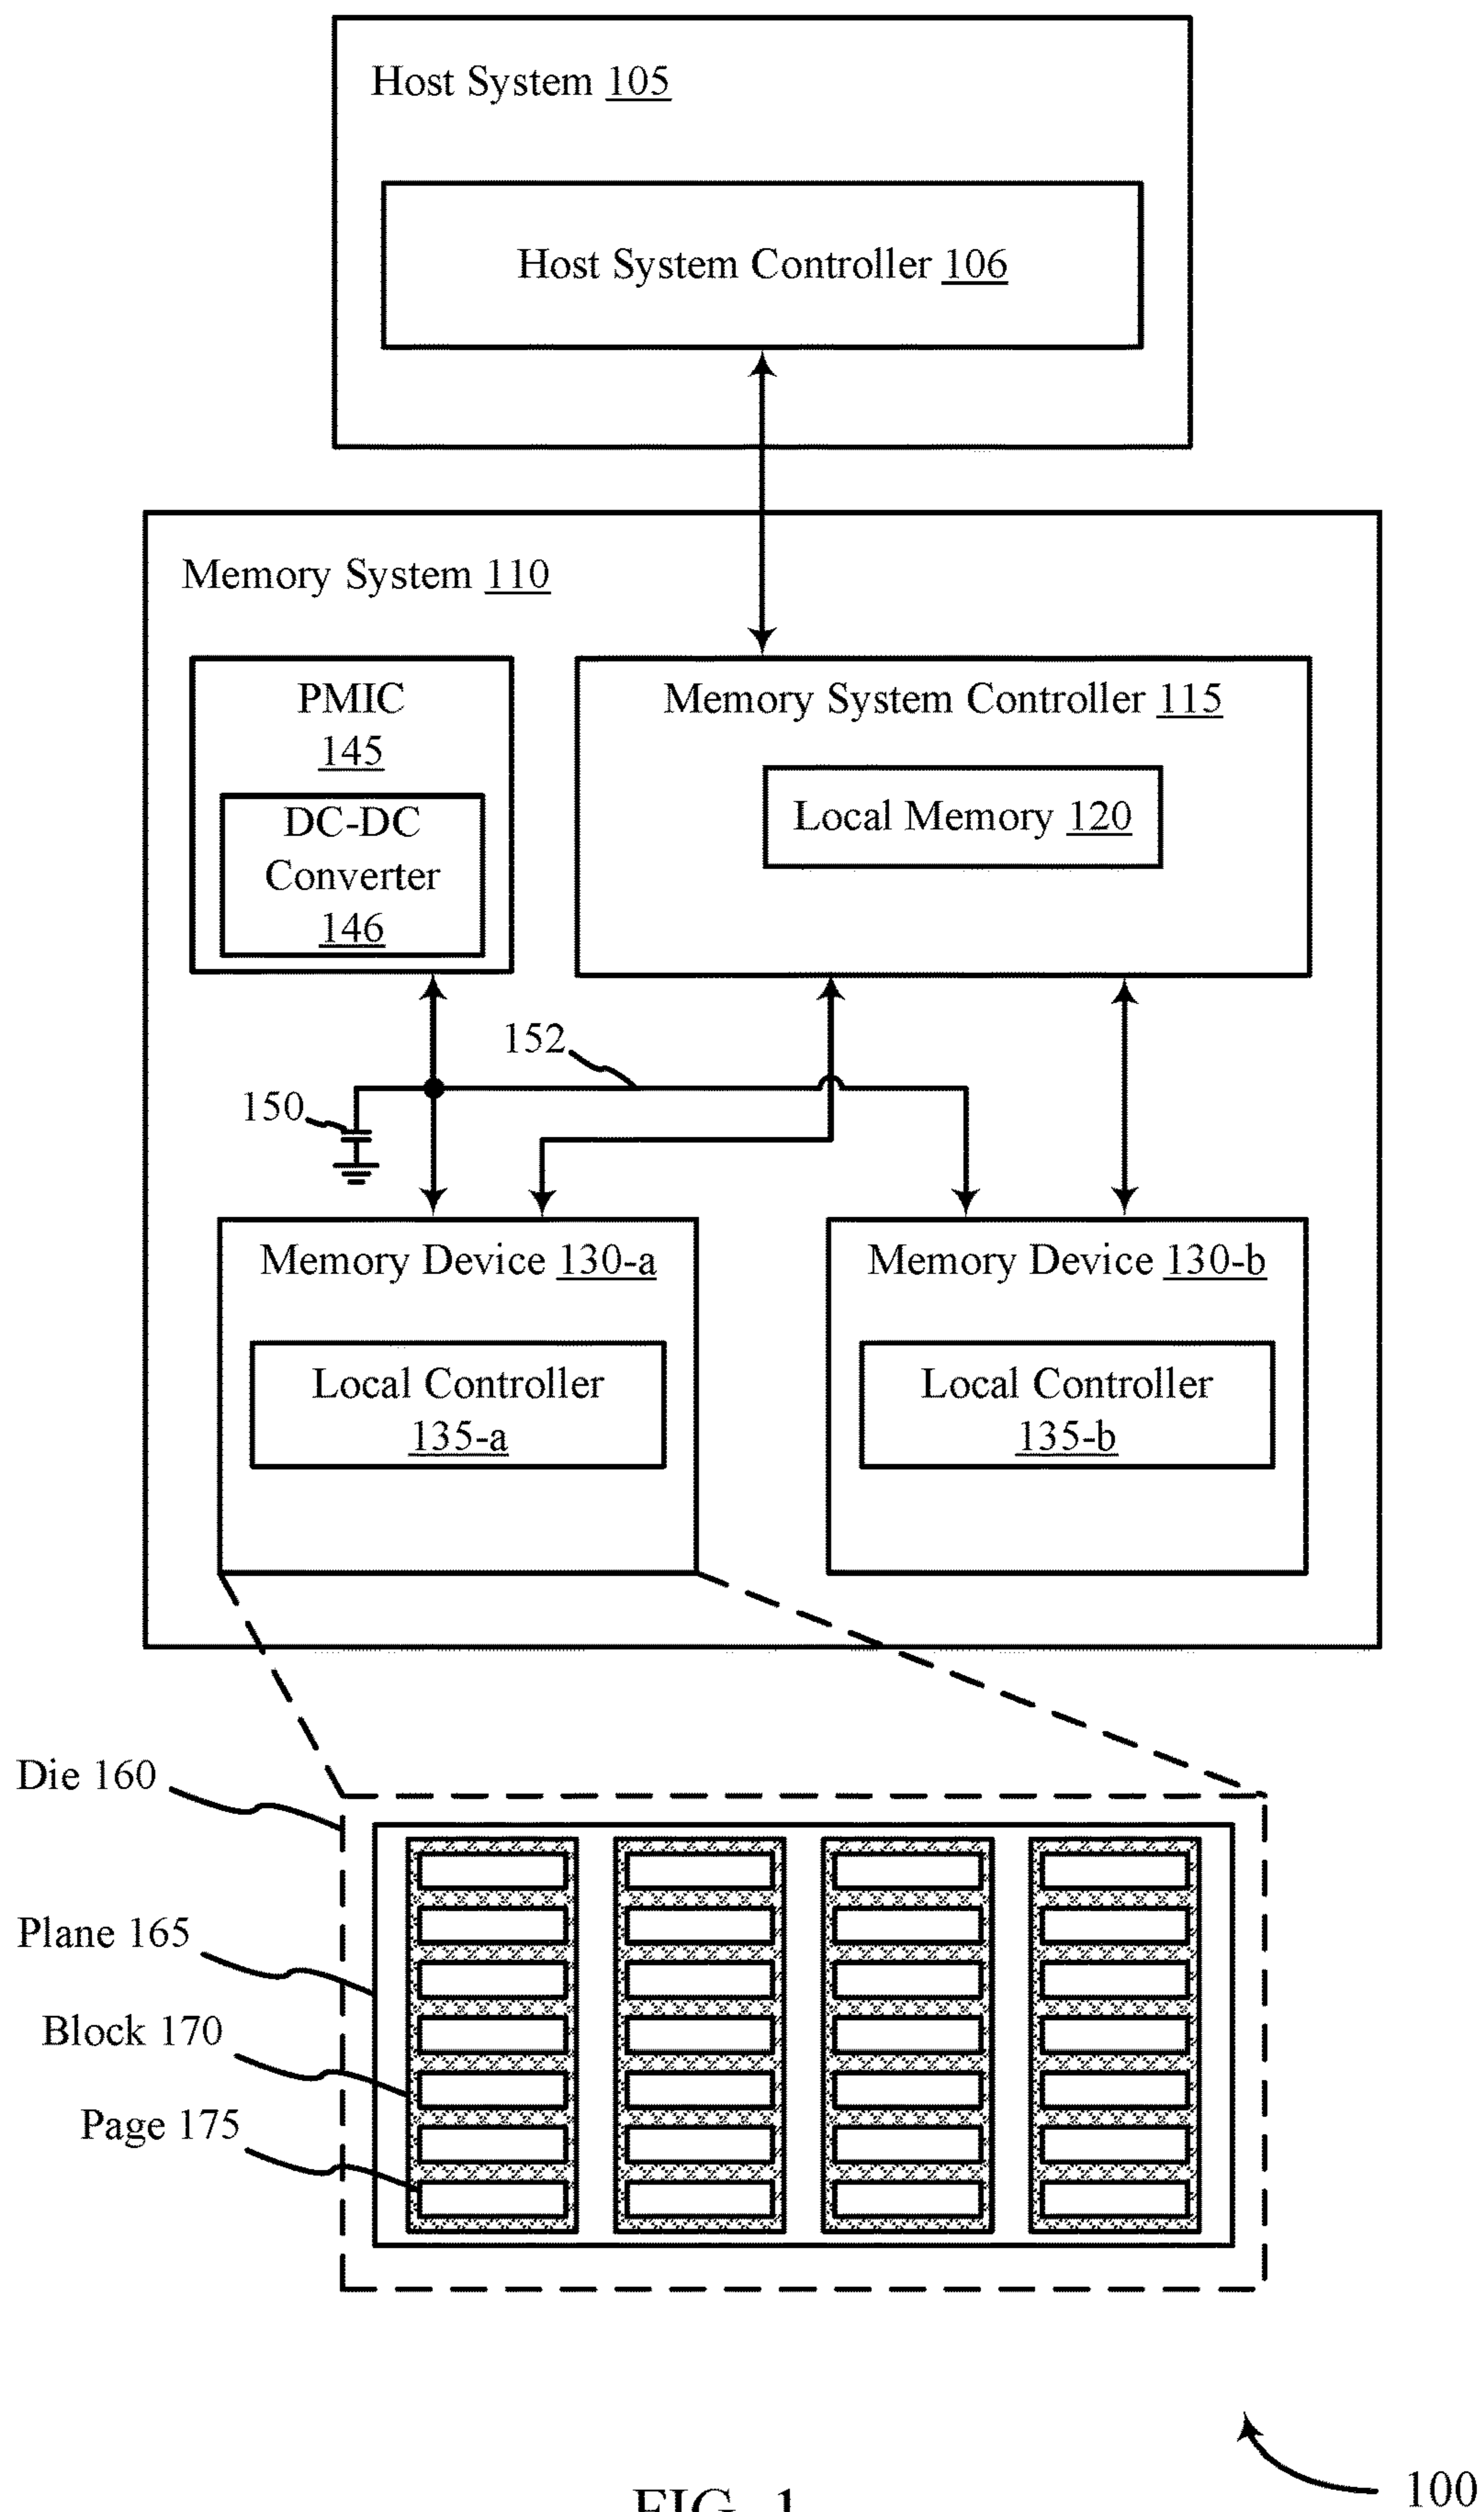 Host System 105
Host System Controller 106
Memory System 110
PMIC
145
DC-DC
Converter
146
Memory System Controller 115
Local Memory 120
152
150
Memory Device 130-a
Local Controller
135-a
Memory Device 130-b
Local Controller
135-b
Die 160
Plane 165
Block 170
Page 175
100
FIG. 1